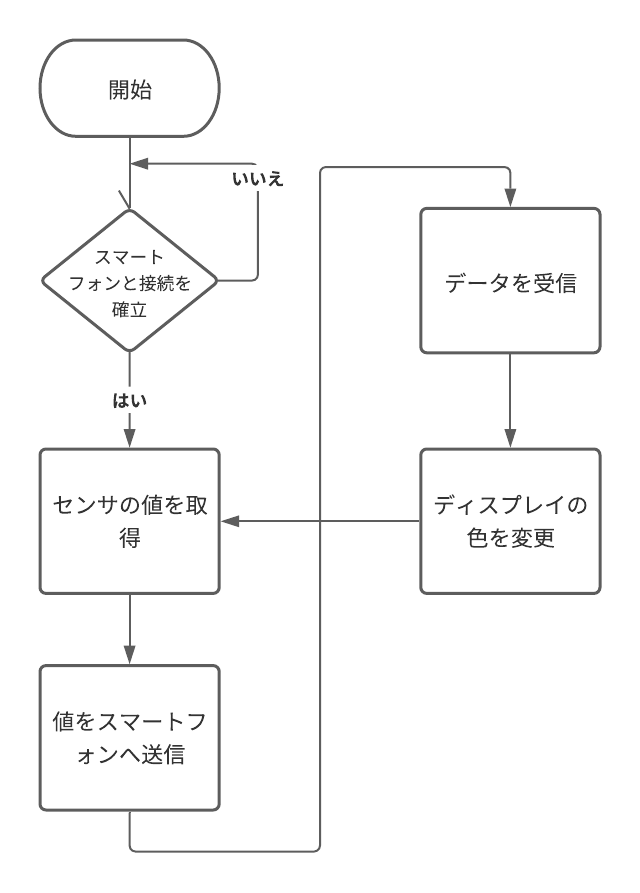 開始
いいえ
スマート
フォンと接続を
確立
はい
センサの値を取
得
値をスマートフ
ォンへ送信
データを受信
ディスプレイの
色を変更